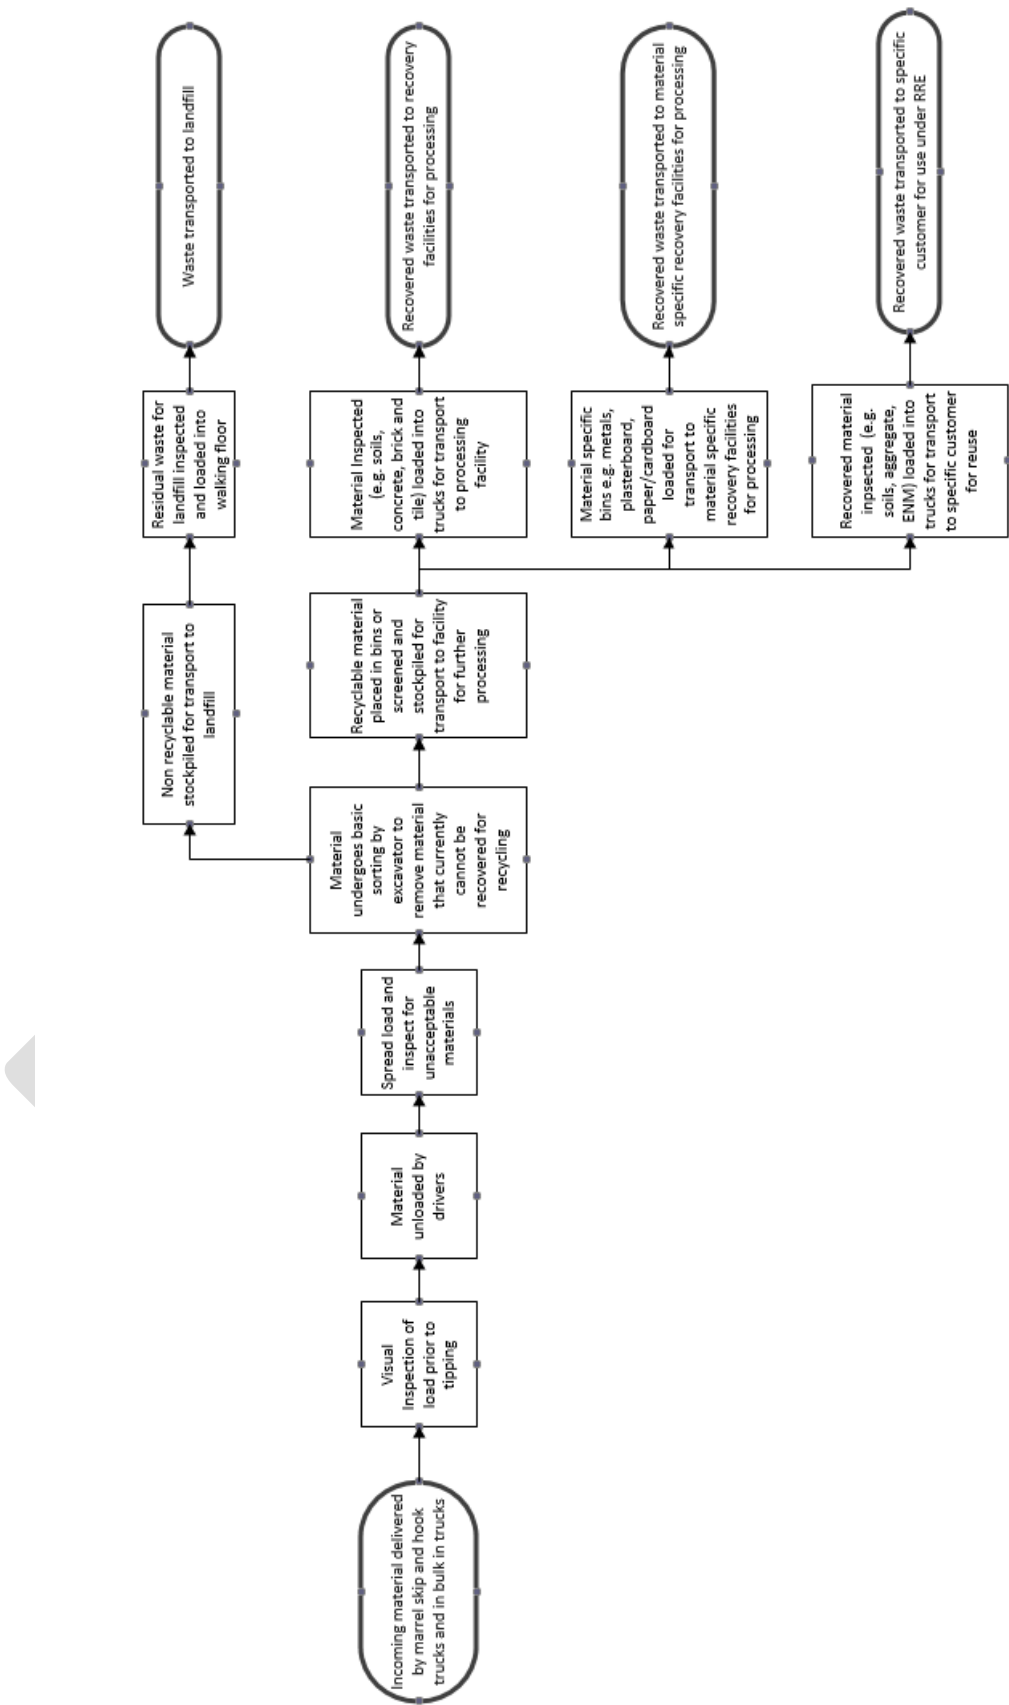 Incoming material delivered
by marrel skip and hook
trucks and in bulk in trucks
Visual
Inspection of
load prior to
tipping
Material
unloaded by
drivers
Spread load and
inspect for
unacceptable
materials
Material
undergoes basic
sorting by
excavator to
remove material
that currently
cannot be
recovered for
recycling
Non recyclable material
stockpiled for transport to
landfill
Residual waste for
landfill inspected
and loaded into
walking floor
Waste transported to landfill
Recyclable material
placed in bins or
screened and
stockpiled for
transport to facility
for further
processing
Material Inspected
(e.g. soils,
concrete, brick and
tile) loaded into
trucks for transport
to processing
facility
Recovered waste transported to recovery
facilities for processing
Material specific
bins e.g. metals,
plasterboard,
paper/cardboard
loaded for
transport to
material specific
recovery facilities
for processing
Recovered waste transported to material
specific recovery facilities for processing
Recovered material
inpsected (e.g.
soils, aggregate,
ENM) loaded into
trucks for transport
to specific customer
for reuse
Recovered waste transported to specific
customer for use under RRE